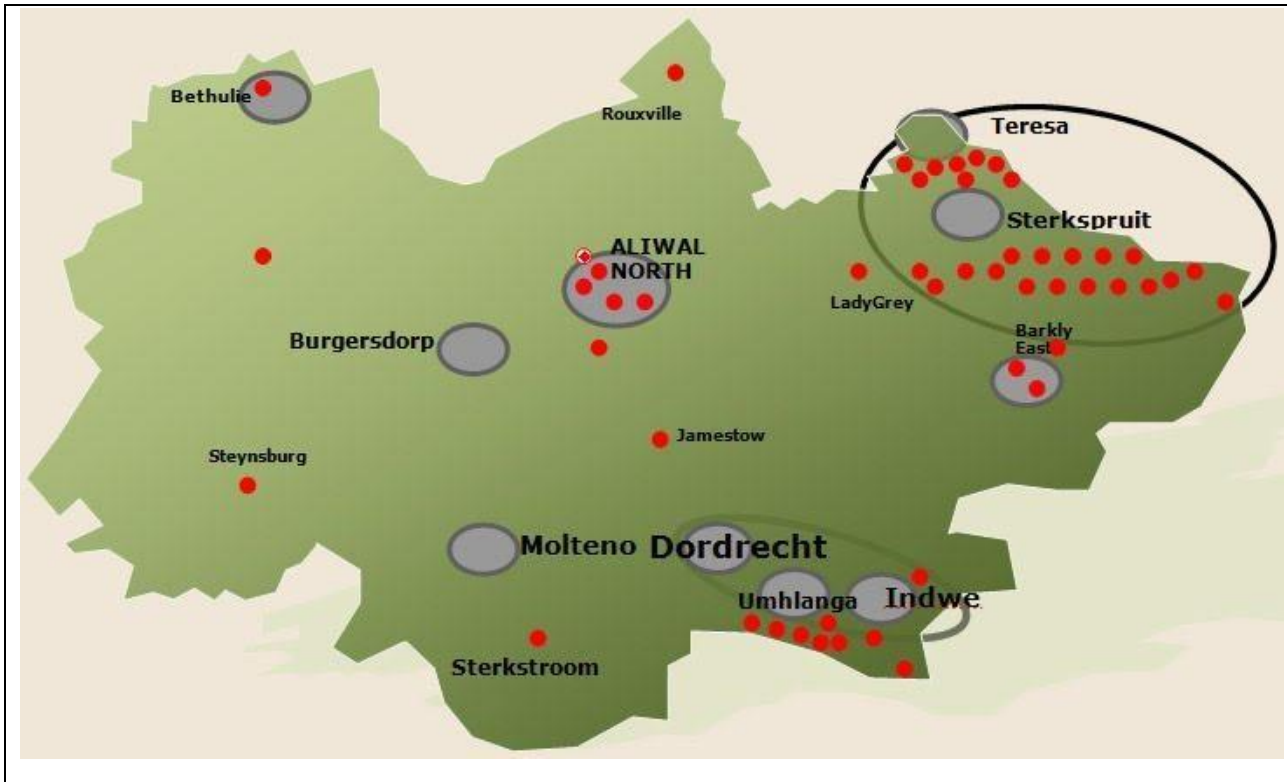 Bethulie
Rouxville
Teresa
Sterkspruit
ALIWAL
NORTH
LadyGrey
Barkly
East
Burgersdorp
Jamestow
Steynsburg
Molteno
Dordrecht
Umhlanga
Indwe
Sterkstroom